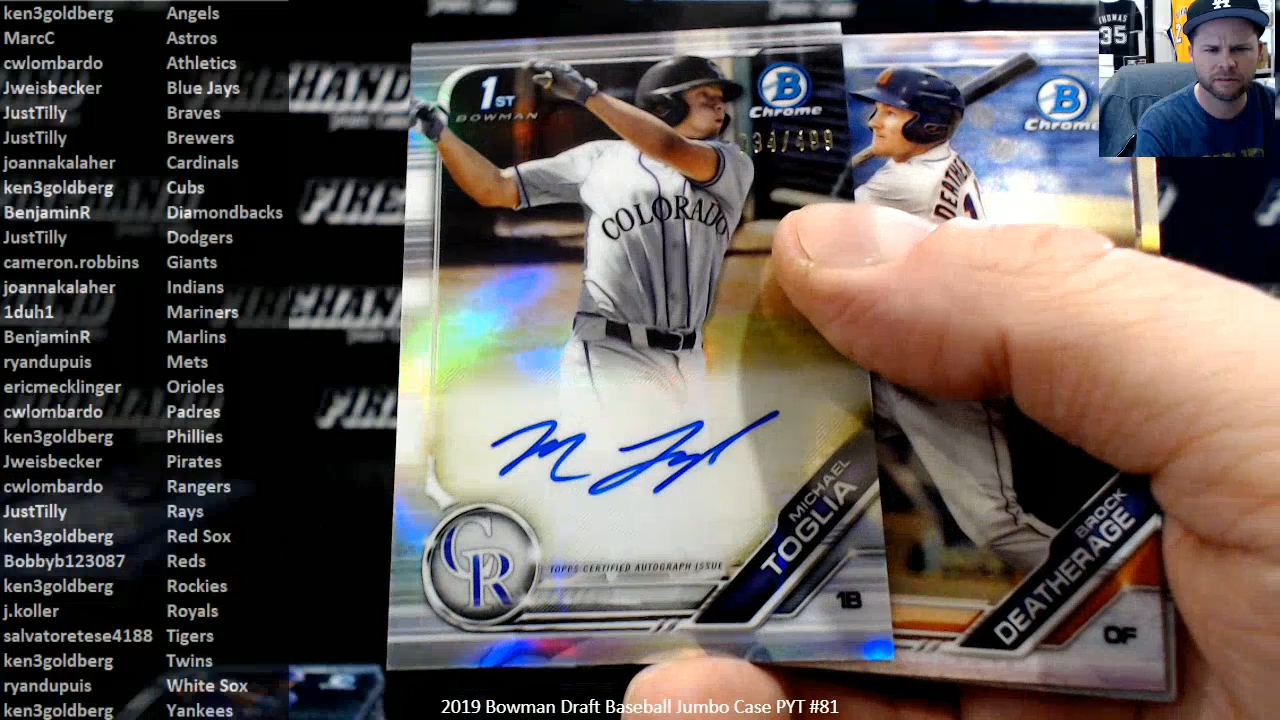 ken3goldberg Angels
MarcC Astros
cwlombardo Athletics
Jweisbecker Blue Jays
JustTilly Braves
JustTilly Brewers
joannakalaher Cardinals
ken3goldberg Cubs
BenjaminR Diamondbacks
JustTilly Dodgers
cameron.robbins Giants
joannakalaher Indians
1duh1 Mariners
BenjaminR Marlins
ryandupuis Mets
ericmecklinger Orioles
cwlombardo Padres
ken3goldberg Phillies
Jweisbecker Pirates
cwlombardo Rangers
JustTilly Rays
ken3goldberg Red Sox
Bobbyb123087 Reds
ken3goldberg Rockies
j.koller Royals
salvatoretese4188 Tigers
ken3goldberg Twins
ryandupuis White Sox
ken3goldberg Yankees
1ST
BOWMAN
B
Chrome
34/499
COLORADO
CR
TOPPS CERTIFIED AUTOGRAPH ISSUE
MICHAEL
TOGLIA
1B
B
Chrome
BROCK
DEATHERAGE
OF
THOMAS
35
LA
2019 Bowman Draft Baseball Jumbo Case PYT #81